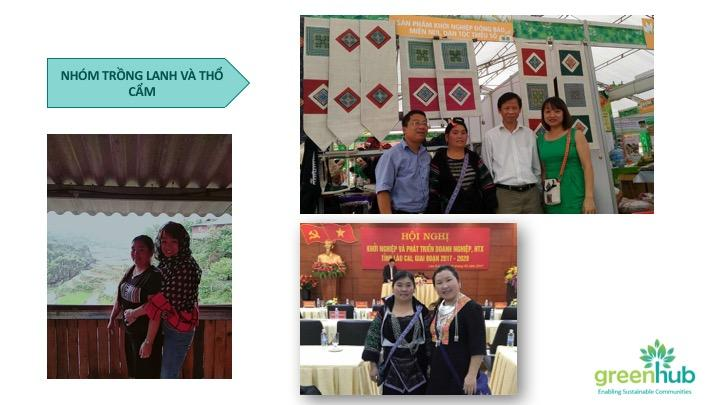 NHÓM TRỒNG LANH VÀ THỔ
CẨM
SẢN PHẨM KHỞI NGHIỆP ĐỒNG BÀO
MIỀN NÚI, DÂN TỘC THIỂU SỐ
HỘI NGHỊ
KHỞI NGHIỆP VÀ PHÁT TRIỂN DOANH NGHIỆP, HTX
TỈNH LÀO CAI, GIAI ĐOẠN 2017 - 2020
greenhub
Enabling Sustainable Communities